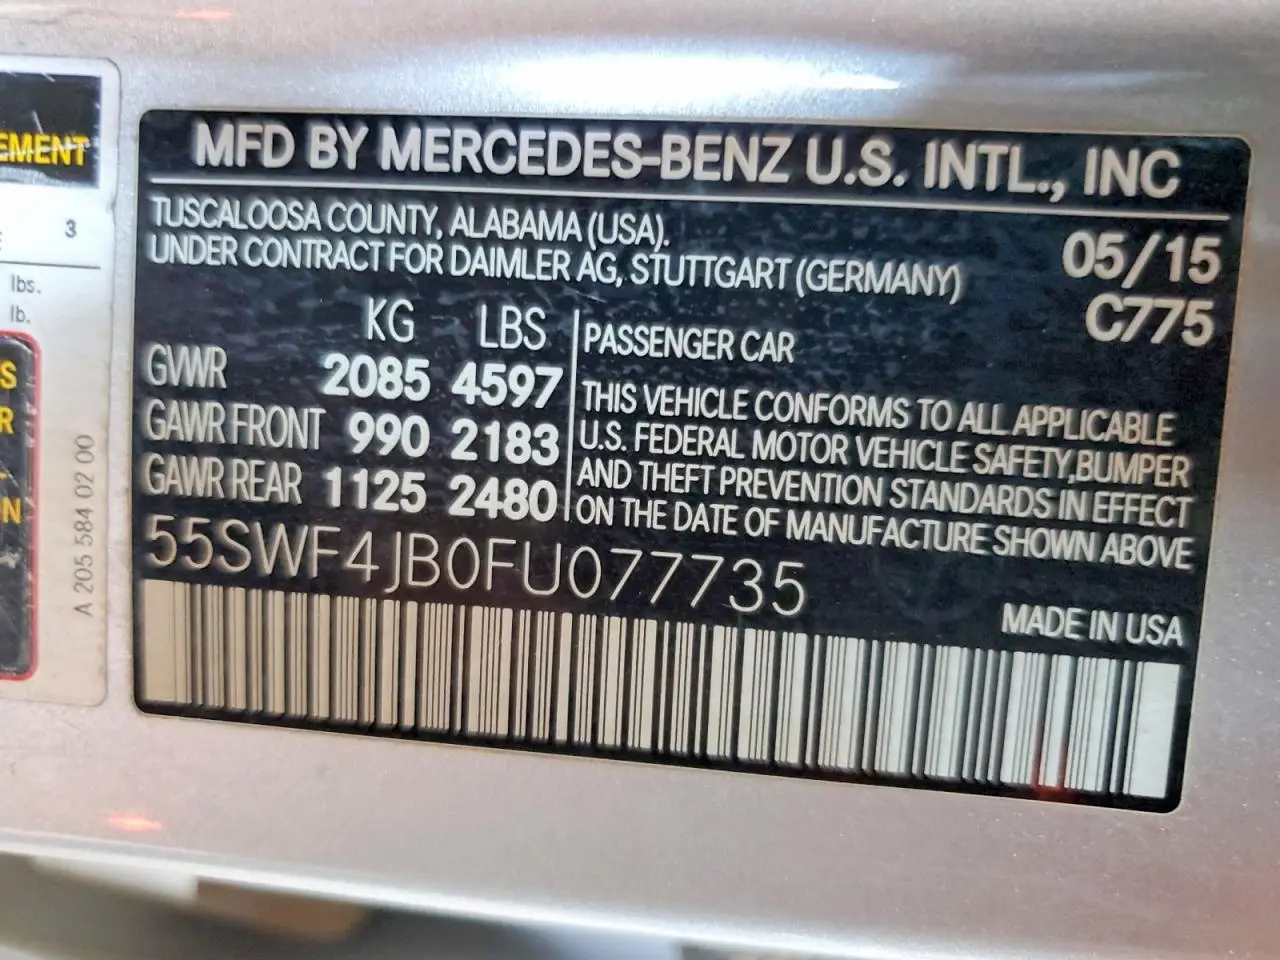 EMENT
3
lbs.
lb.
S
R
N
A 205 584 02 00
MFD BY MERCEDES-BENZ U.S. INTL., INC
TUSCALOOSA COUNTY, ALABAMA (USA).
UNDER CONTRACT FOR DAIMLER AG, STUTTGART (GERMANY)
05/15
C775
KG LBS
GVWR 2085 4597
GAWR FRONT 990 2183
GAWR REAR 1125 2480
PASSENGER CAR
THIS VEHICLE CONFORMS TO ALL APPLICABLE
U.S. FEDERAL MOTOR VEHICLE SAFETY,BUMPER
AND THEFT PREVENTION STANDARDS IN EFFECT
ON THE DATE OF MANUFACTURE SHOWN ABOVE
55SWF4JB0FU077735
MADE IN USA